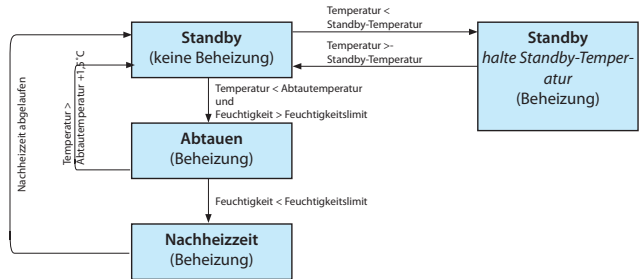 Standby
(keine Beheizung)
Temperatur <
Standby-Temperatur
Temperatur >-
Standby-Temperatur
Standby
halte Standby-Temper-
atur
(Beheizung)
Temperatur < Abtautemperatur
und
Feuchtigkeit > Feuchtigkeitslimit
Nachheizzeit abgelaufen
Temperatur >
Abtautemperatur +1,5°C
Abtauen
(Beheizung)
Feuchtigkeit < Feuchtigkeitslimit
Nachheizzeit
(Beheizung)